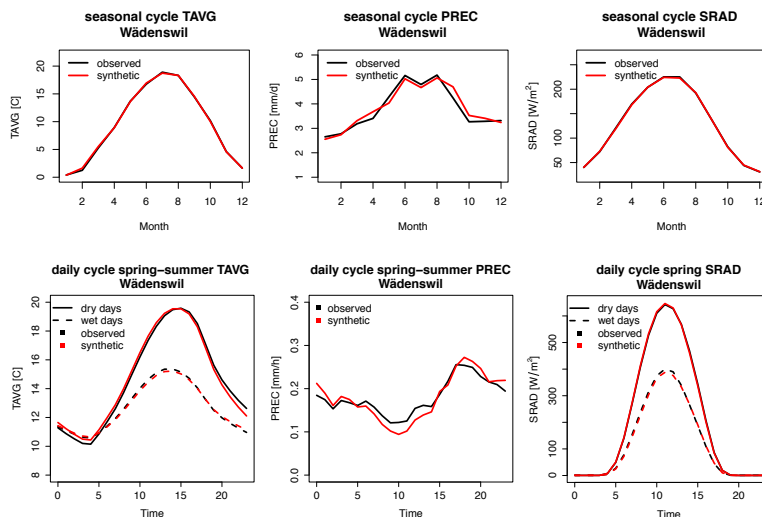 seasonal cycle TAVG
Wädenswil
TAVG [C]
0
5
10
15
20
observed
synthetic
2
4
6
8
10
12
Month
seasonal cycle PREC
Wädenswil
PREC [mm/d]
1
2
3
4
5
6
observed
synthetic
2
4
6
8
10
12
Month
seasonal cycle SRAD
Wädenswil
SRAD [W/m²]
50
100
200
observed
synthetic
2
4
6
8
10
12
Month
daily cycle spring−summer TAVG
Wädenswil
TAVG [C]
8
10
12
14
16
18
20
dry days
wet days
observed
synthetic
0
5
10
15
20
Time
daily cycle spring−summer PREC
Wädenswil
PREC [mm/h]
0.0
0.1
0.2
0.3
0.4
observed
synthetic
0
5
10
15
20
Time
daily cycle spring SRAD
Wädenswil
SRAD [W/m²]
0
100
300
500
dry days
wet days
observed
synthetic
0
5
10
15
20
Time